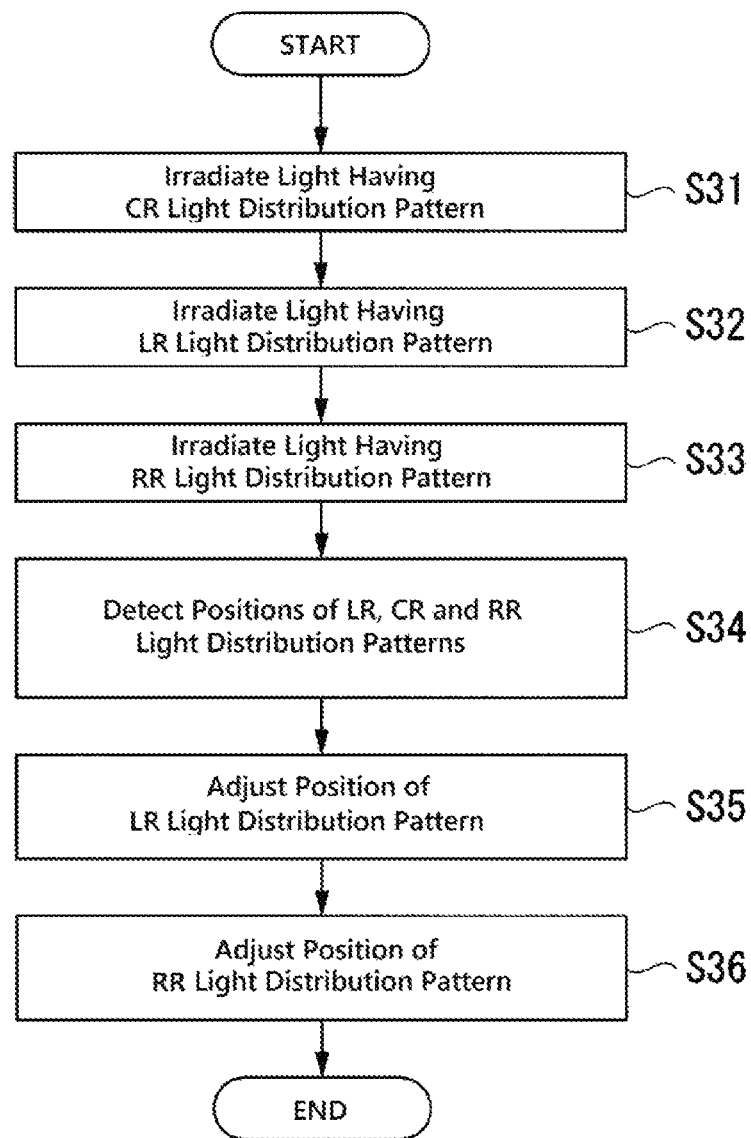 START
Irradiate Light Having
CR Light Distribution Pattern
S31
Irradiate Light Having
LR Light Distribution Pattern
S32
Irradiate Light Having
RR Light Distribution Pattern
S33
Detect Positions of LR, CR and RR
Light Distribution Patterns
S34
Adjust Position of
LR Light Distribution Pattern
S35
Adjust Position of
RR Light Distribution Pattern
S36
END